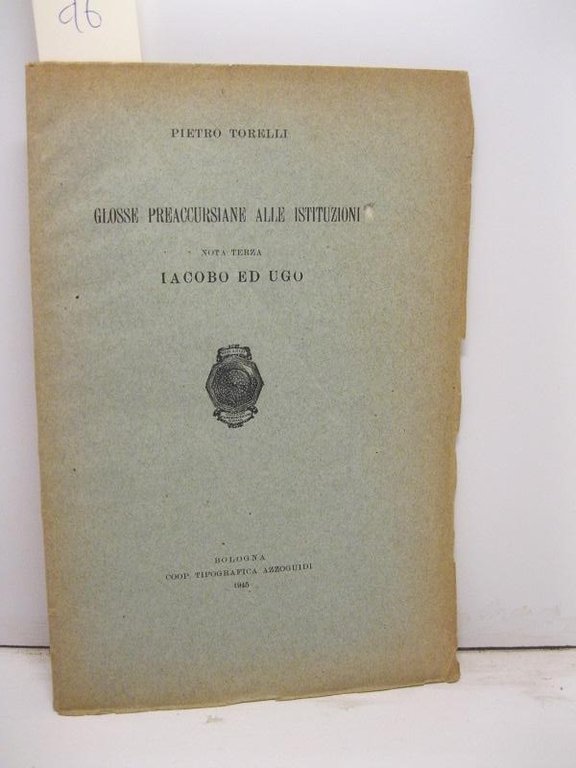 96
PIETRO TORELLI
GLOSSE PREACCURSIANE ALLE ISTITUZIONI
NOTA TERZA
IACOBO ED UGO
BOLOGNA
COOP. TIPOGRAFICA AZZOGUIDI
1945